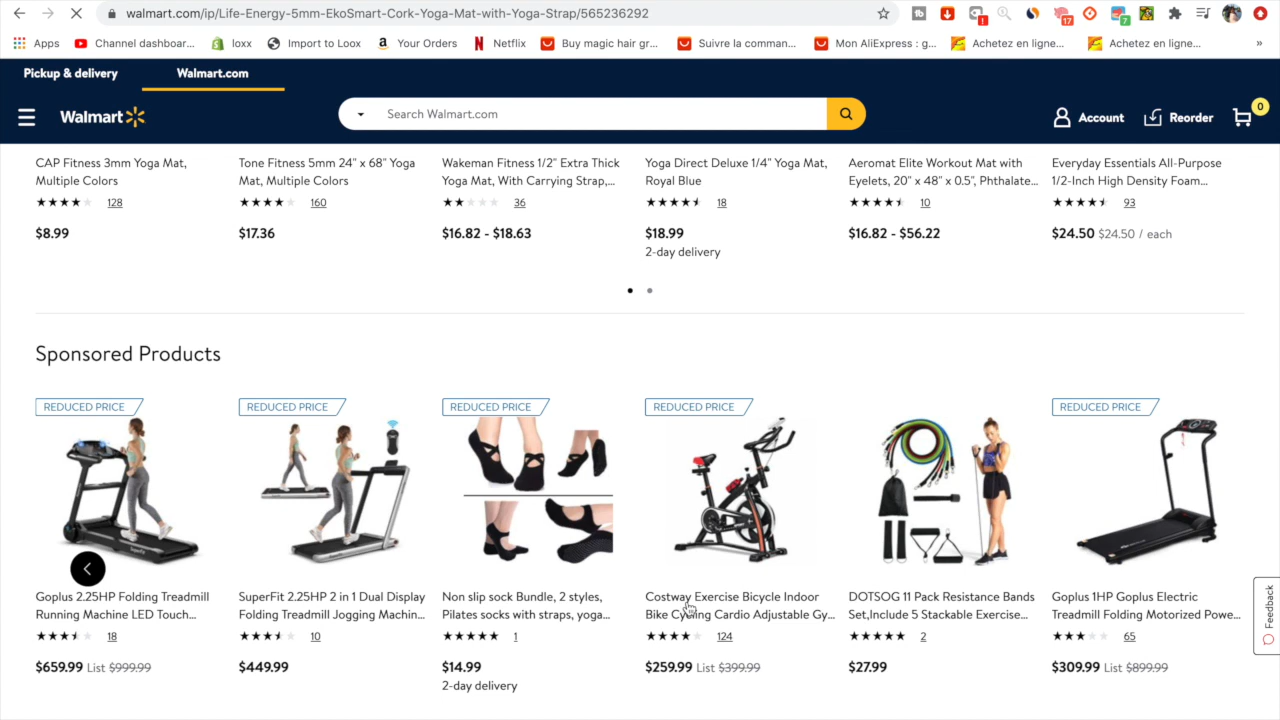 walmart.com/ip/Life-Energy-5mm-EkoSmart-Cork-Yoga-Mat-with-Yoga-Strap/565236292
17
7
Apps
Channel dashboar...
loxx
Import to Loox
Your Orders
Netflix
Buy magic hair gr...
Suivre la comman...
Mon AliExpress : g...
Achetez en ligne...
Achetez en ligne...
»
Pickup & delivery
Walmart.com
Walmart
Search Walmart.com
Account
Reorder
0
CAP Fitness 3mm Yoga Mat,
Multiple Colors
128
$8.99
Tone Fitness 5mm 24" x 68" Yoga
Mat, Multiple Colors
160
$17.36
Wakeman Fitness 1/2" Extra Thick
Yoga Mat, With Carrying Strap,...
36
$16.82 - $18.63
Yoga Direct Deluxe 1/4" Yoga Mat,
Royal Blue
18
$18.99
2-day delivery
Aeromat Elite Workout Mat with
Eyelets, 20" x 48" x 0.5", Phthalate...
10
$16.82 - $56.22
Everyday Essentials All-Purpose
1/2-Inch High Density Foam...
93
$24.50 $24.50 / each
Sponsored Products
REDUCED PRICE
Goplus 2.25HP Folding Treadmill
Running Machine LED Touch...
18
$659.99 List $999.99
REDUCED PRICE
SuperFit 2.25HP 2 in 1 Dual Display
Folding Treadmill Jogging Machin...
10
$449.99
REDUCED PRICE
Non slip sock Bundle, 2 styles,
Pilates socks with straps, yoga...
1
$14.99
2-day delivery
REDUCED PRICE
Costway Exercise Bicycle Indoor
Bike Cycling Cardio Adjustable Gy...
124
$259.99 List $399.99
DOTSOG 11 Pack Resistance Bands
Set,Include 5 Stackable Exercise...
2
$27.99
REDUCED PRICE
Goplus 1HP Goplus Electric
Treadmill Folding Motorized Powe...
65
$309.99 List $899.99
Feedback